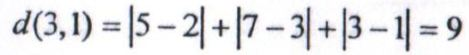 d(3,1) = |5 − 2| + |7 − 3| + |3 − 1| = 9